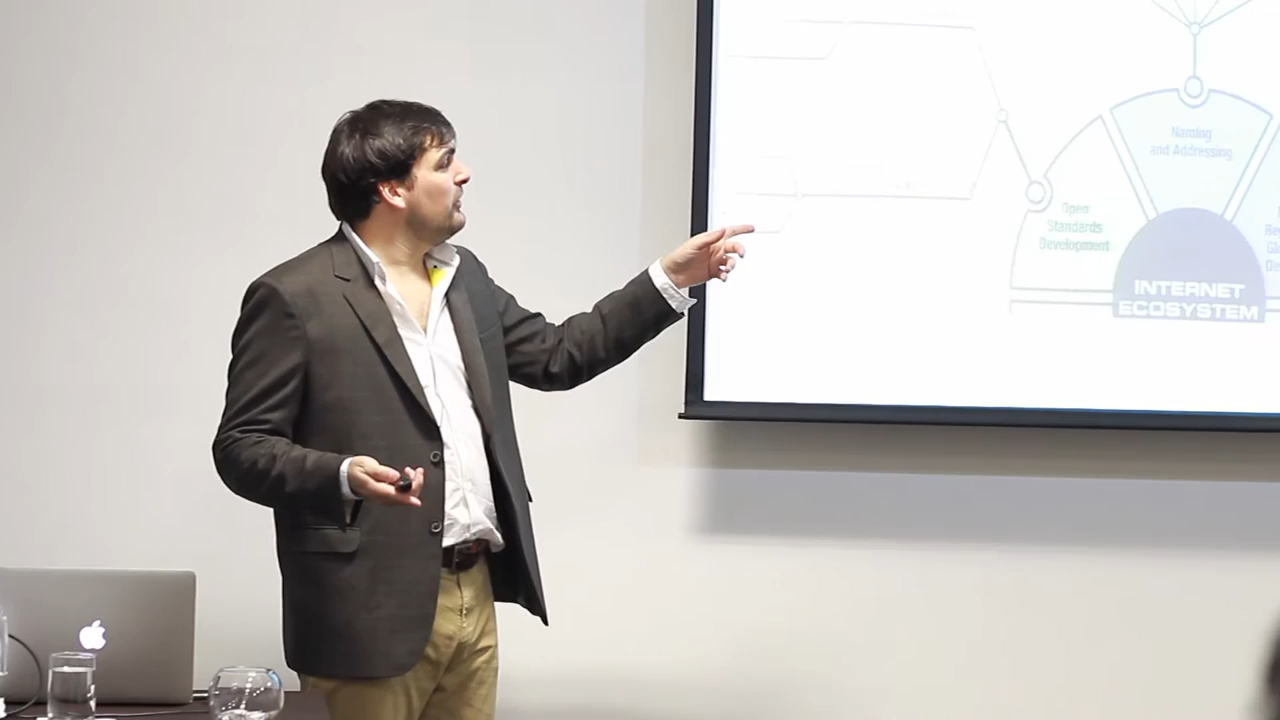 Naming
and Addressing
Open
Standards
Development
INTERNET
ECOSYSTEM